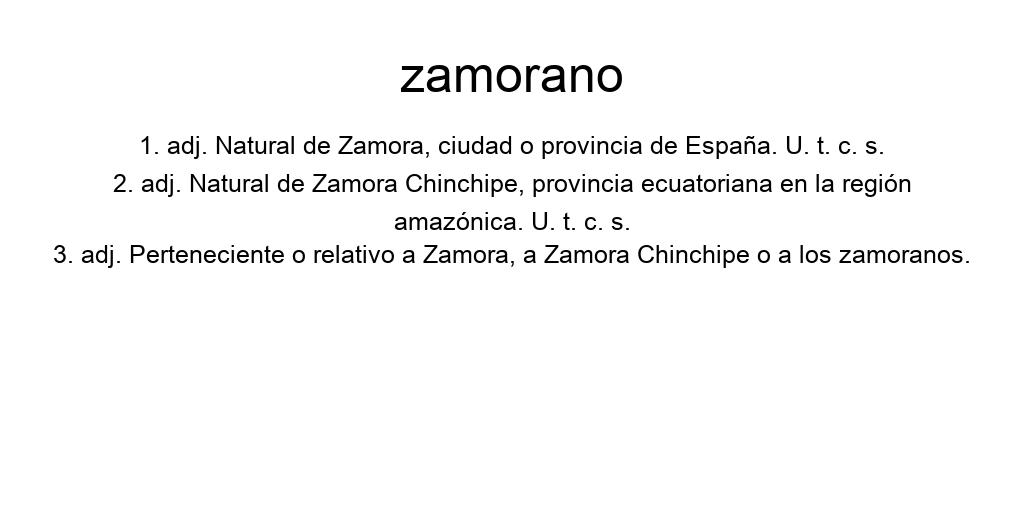 zamorano
1. adj. Natural de Zamora, ciudad o provincia de España. U. t. c. s.
2. adj. Natural de Zamora Chinchipe, provincia ecuatoriana en la región
amazónica. U. t. c. s.
3. adj. Perteneciente o relativo a Zamora, a Zamora Chinchipe o a los zamoranos.